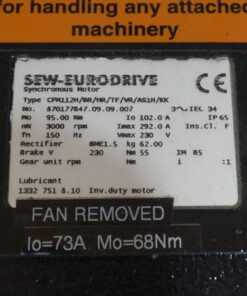 for handling any attached
machinery
SEW-EURODRIVE
Synchronous Motor
CE
Type CFM112H/BR/HR/TF/VR/AS1H/KK
No. 870177847.09.09.007 3~ IEC 34
Mo 95.00 Nm Io 102.0 A IP 65
nN 3000 rpm Imax 292.0 A Ins.Cl. F
fn 150 Hz Vmax 230 V
Rectifier BME1.5 kg 62.00
Brake V 230 Nm 55 IM B5
Gear unit rpm Nm i :1
Lubricant
1332 751 8.10 Inv.duty motor
FAN REMOVED
Io=73A Mo=68Nm